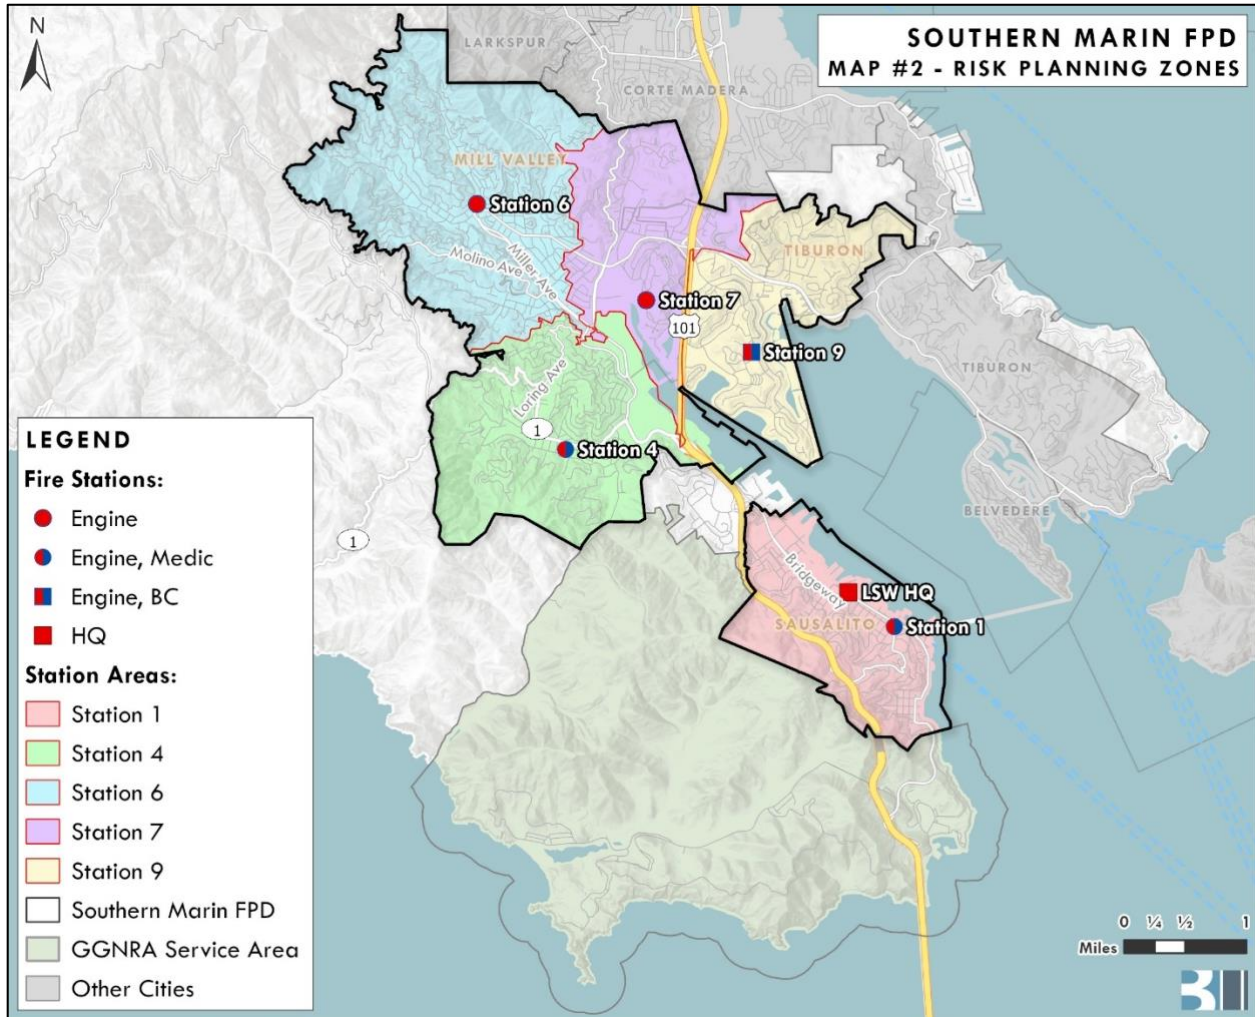 SOUTHERN MARIN FPD
MAP #2 - RISK PLANNING ZONES
N
LARKSPUR
CORTE MADERA
MILL VALLEY
Station 6
TIBURON
Molino Ave
Miller Ave
Station 7
101
Station 9
TIBURON
Loring Ave
1
Station 4
BELVEDERE
1
Bridgeway
LSW HQ
SAUSALITO
Station 1
LEGEND
Fire Stations:
Engine
Engine, Medic
Engine, BC
HQ
Station Areas:
Station 1
Station 4
Station 6
Station 7
Station 9
Southern Marin FPD
GGNRA Service Area
Other Cities
0 ¼ ½ 1
Miles